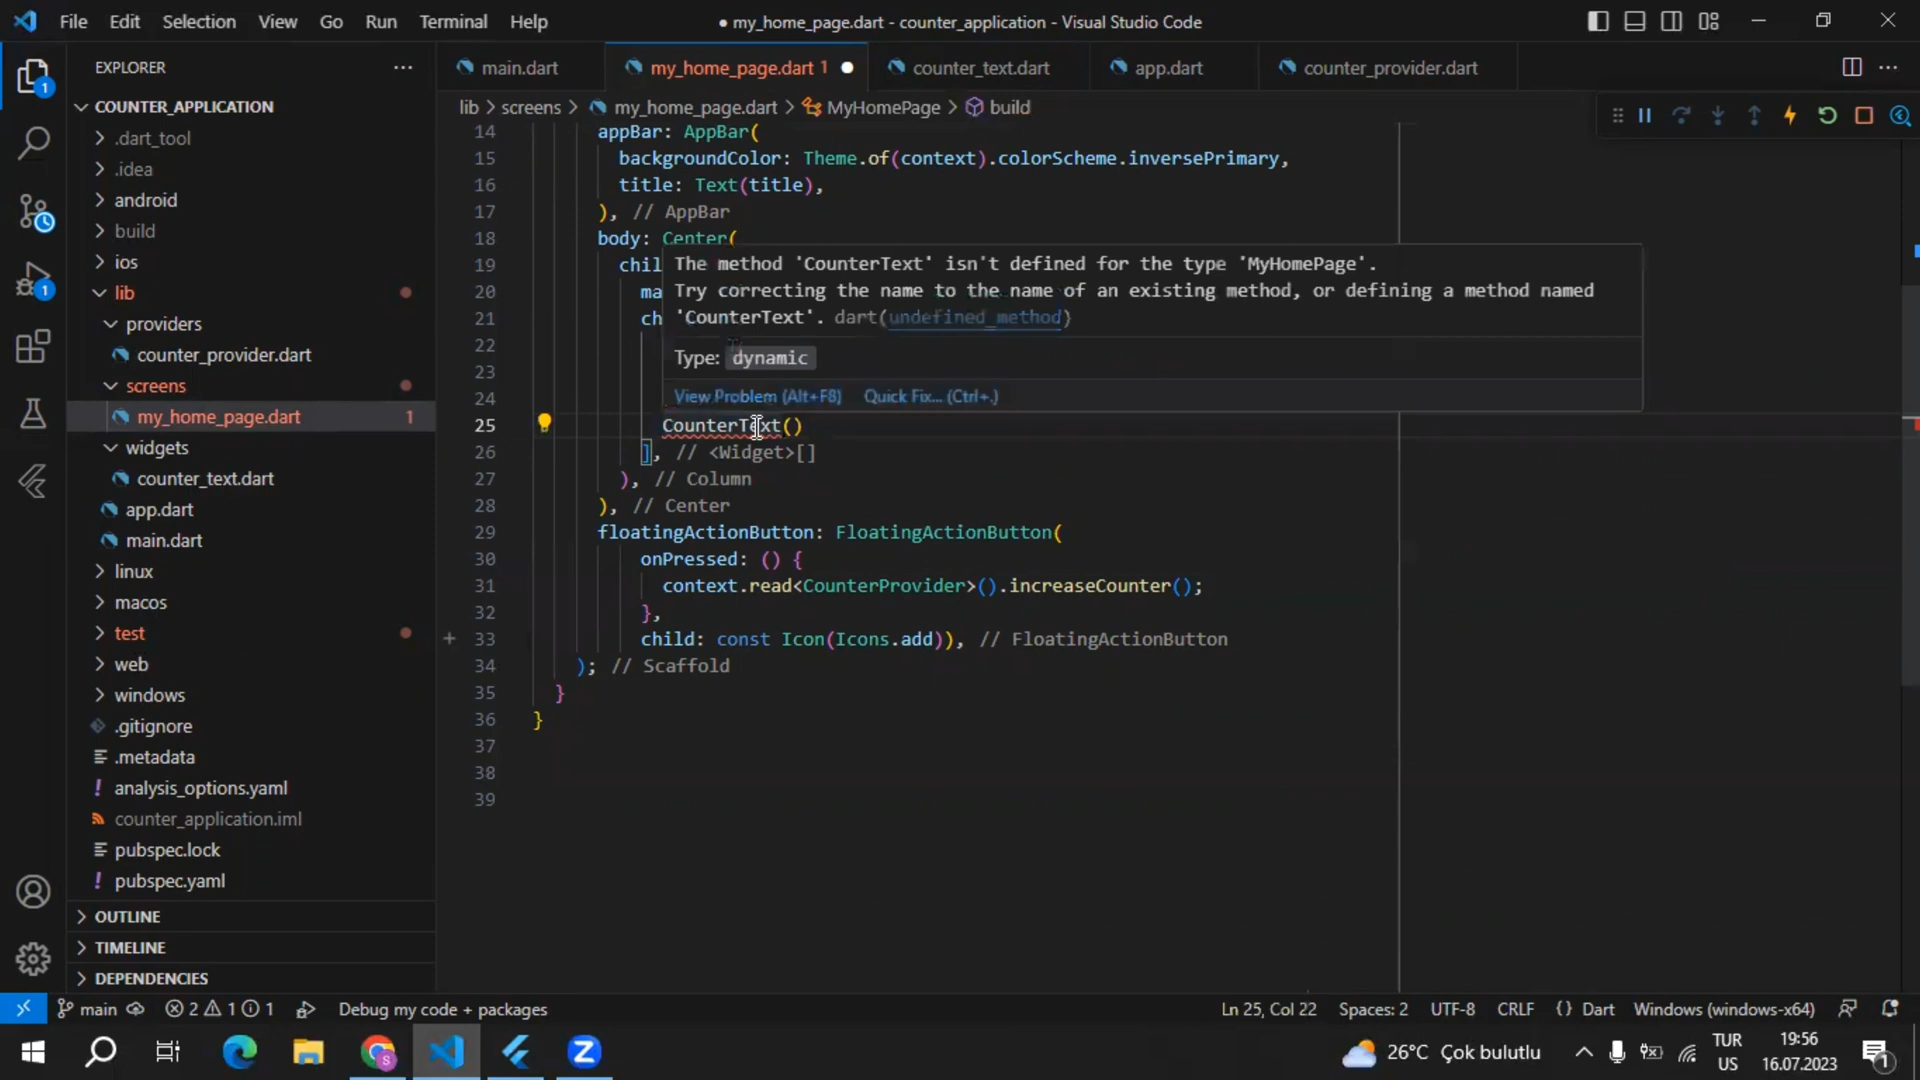 File Edit Selection View Go Run Terminal Help
● my_home_page.dart - counter_application - Visual Studio Code
EXPLORER
COUNTER_APPLICATION
.dart_tool
.idea
android
build
ios
lib
providers
counter_provider.dart
screens
my_home_page.dart 1
widgets
counter_text.dart
app.dart
main.dart
linux
macos
test
web
windows
.gitignore
.metadata
analysis_options.yaml
counter_application.iml
pubspec.lock
pubspec.yaml
OUTLINE
TIMELINE
DEPENDENCIES
1
1
main.dart
my_home_page.dart 1
counter_text.dart
app.dart
counter_provider.dart
lib > screens > my_home_page.dart > MyHomePage > build
14 appBar: AppBar(
15 backgroundColor: Theme.of(context).colorScheme.inversePrimary,
16 title: Text(title),
17 ), // AppBar
18 body: Center(
19 chil
20 ma
21 ch
22
23
24
The method 'CounterText' isn't defined for the type 'MyHomePage'.
Try correcting the name to the name of an existing method, or defining a method named
'CounterText'. dart(undefined_method)
Type: dynamic
View Problem (Alt+F8) Quick Fix... (Ctrl+.)
25 CounterText()
26 ], // <Widget>[]
27 ), // Column
28 ), // Center
29 floatingActionButton: FloatingActionButton(
30 onPressed: () {
31 context.read<CounterProvider>().increaseCounter();
32 },
33 child: const Icon(Icons.add)), // FloatingActionButton
34 ); // Scaffold
35 }
36 }
37
38
39
main 2 1 1 Debug my code + packages
Ln 25, Col 22 Spaces: 2 UTF-8 CRLF {} Dart Windows (windows-x64)
26°C Çok bulutlu
TUR
US
19:56
16.07.2023
1